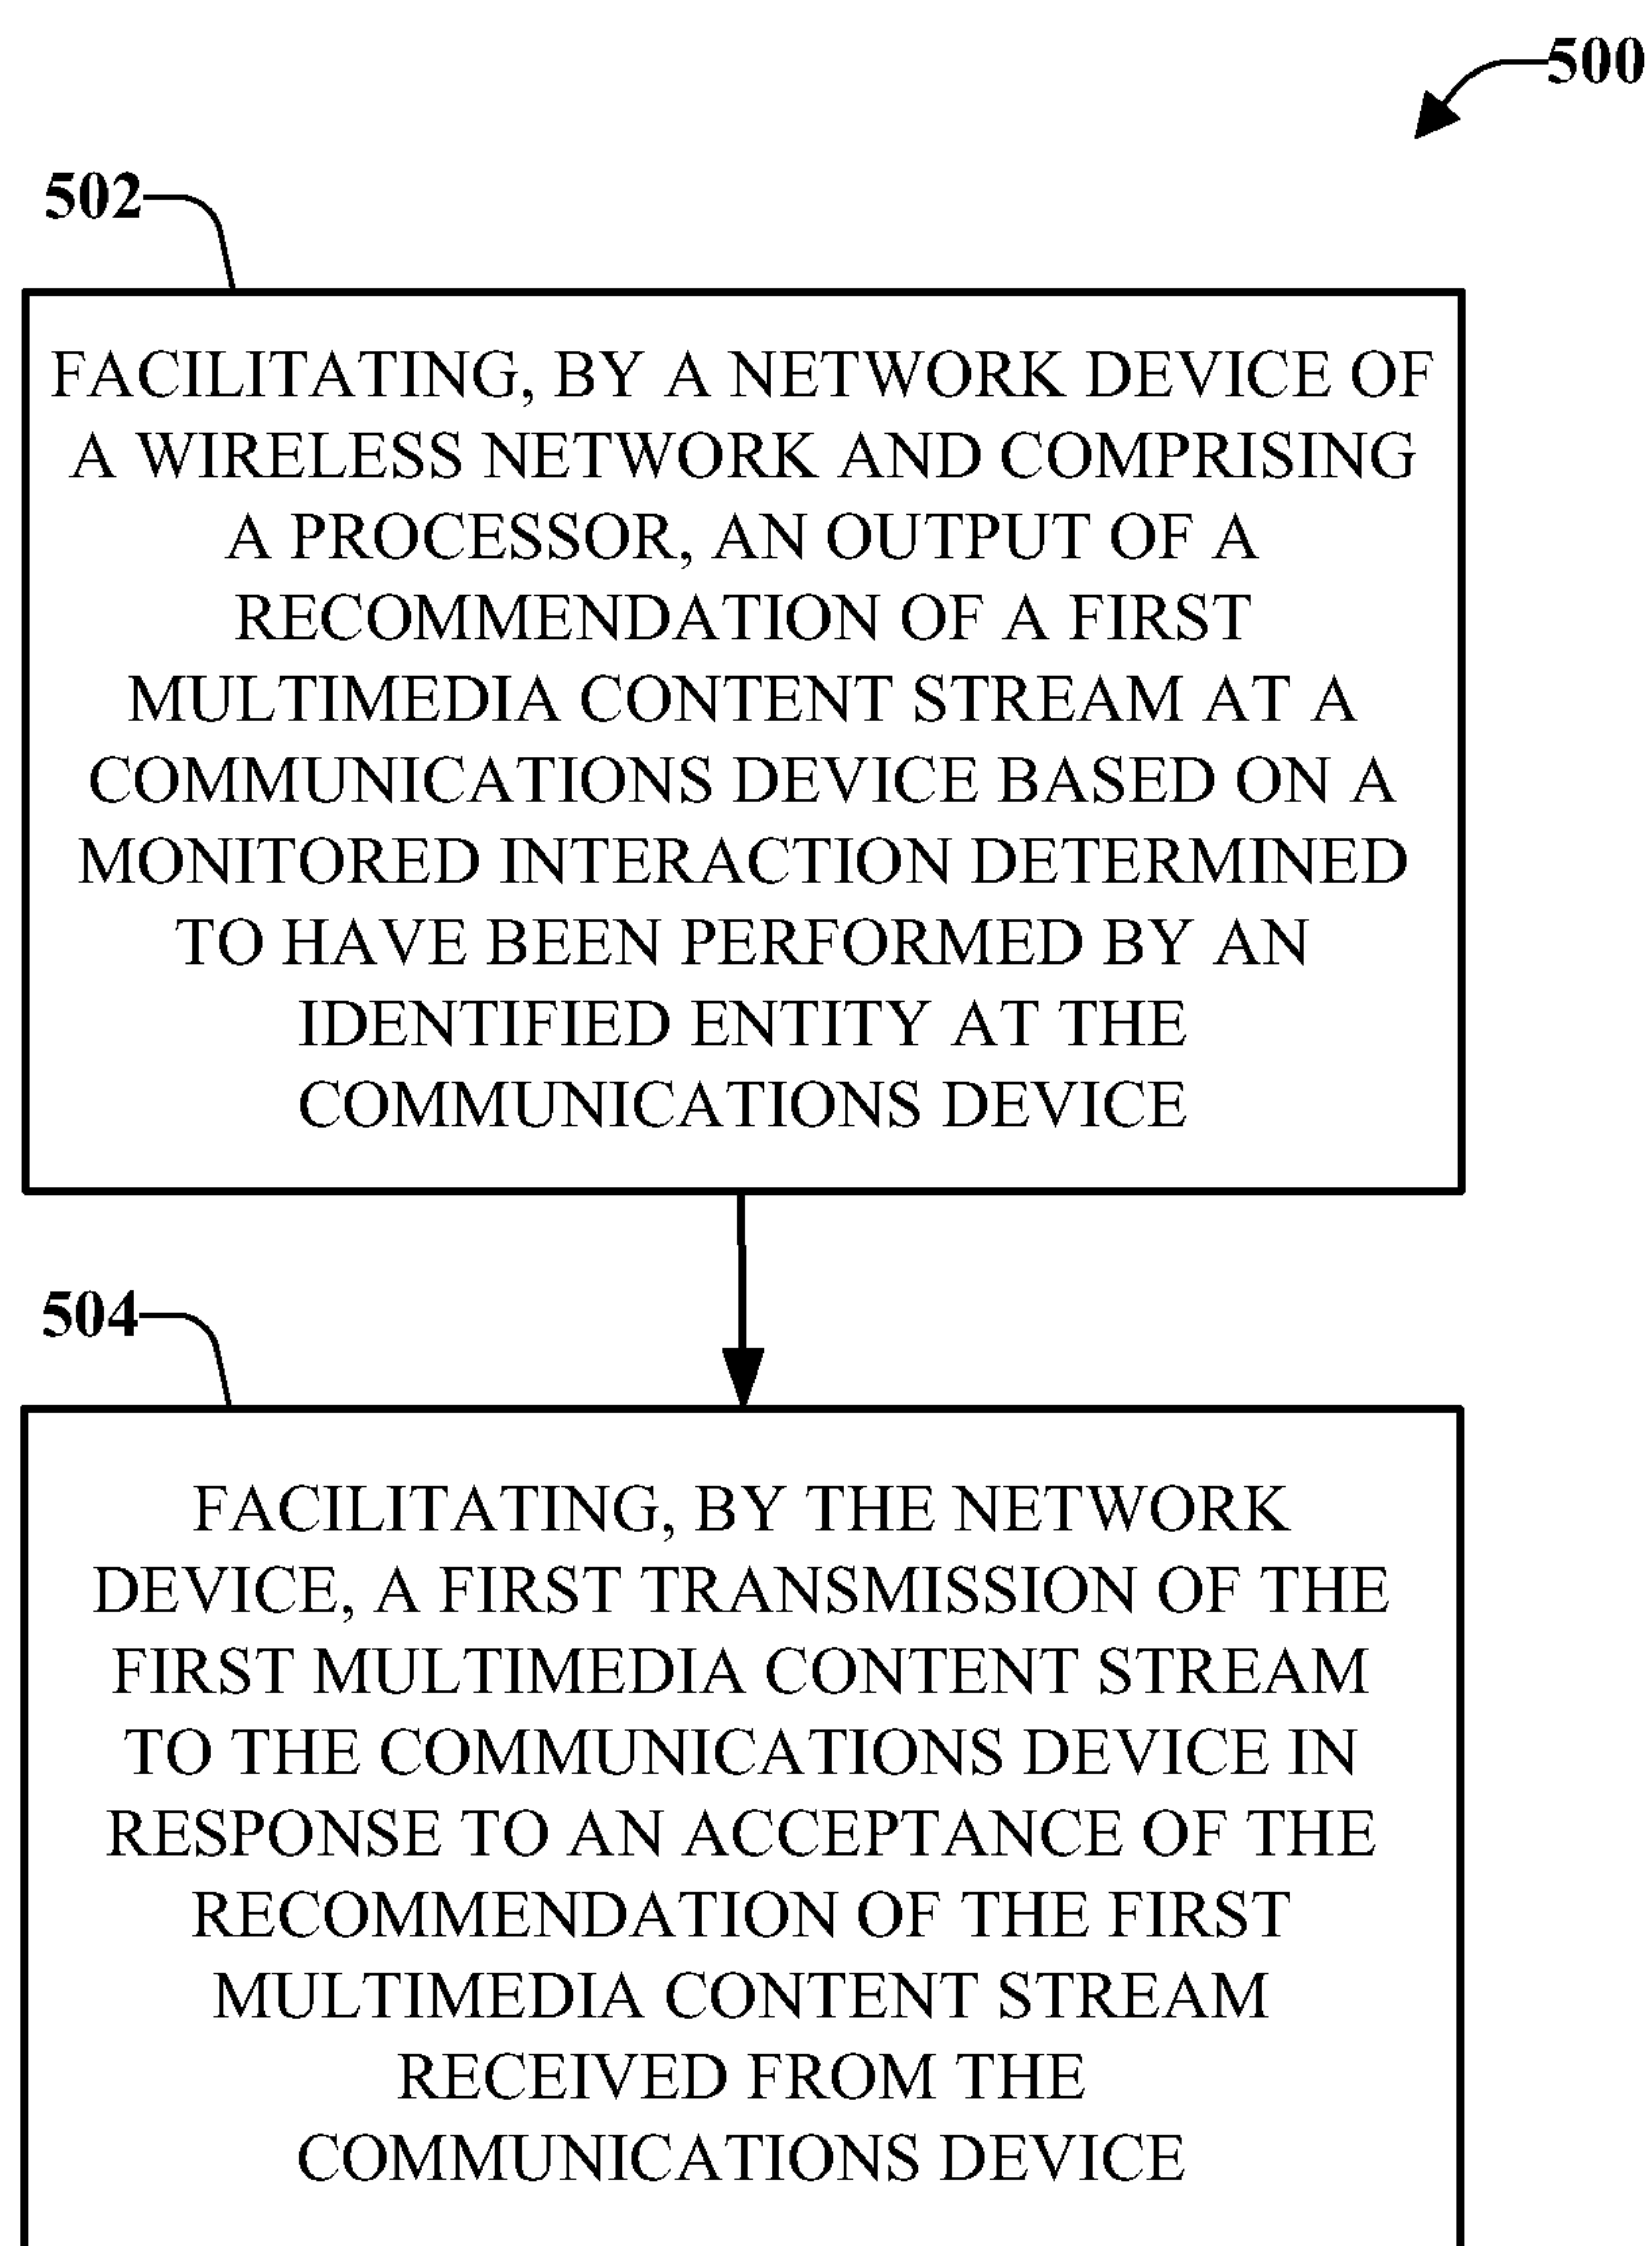 500
502
FACILITATING, BY A NETWORK DEVICE OF
A WIRELESS NETWORK AND COMPRISING
A PROCESSOR, AN OUTPUT OF A
RECOMMENDATION OF A FIRST
MULTIMEDIA CONTENT STREAM AT A
COMMUNICATIONS DEVICE BASED ON A
MONITORED INTERACTION DETERMINED
TO HAVE BEEN PERFORMED BY AN
IDENTIFIED ENTITY AT THE
COMMUNICATIONS DEVICE
504
FACILITATING, BY THE NETWORK
DEVICE, A FIRST TRANSMISSION OF THE
FIRST MULTIMEDIA CONTENT STREAM
TO THE COMMUNICATIONS DEVICE IN
RESPONSE TO AN ACCEPTANCE OF THE
RECOMMENDATION OF THE FIRST
MULTIMEDIA CONTENT STREAM
RECEIVED FROM THE
COMMUNICATIONS DEVICE